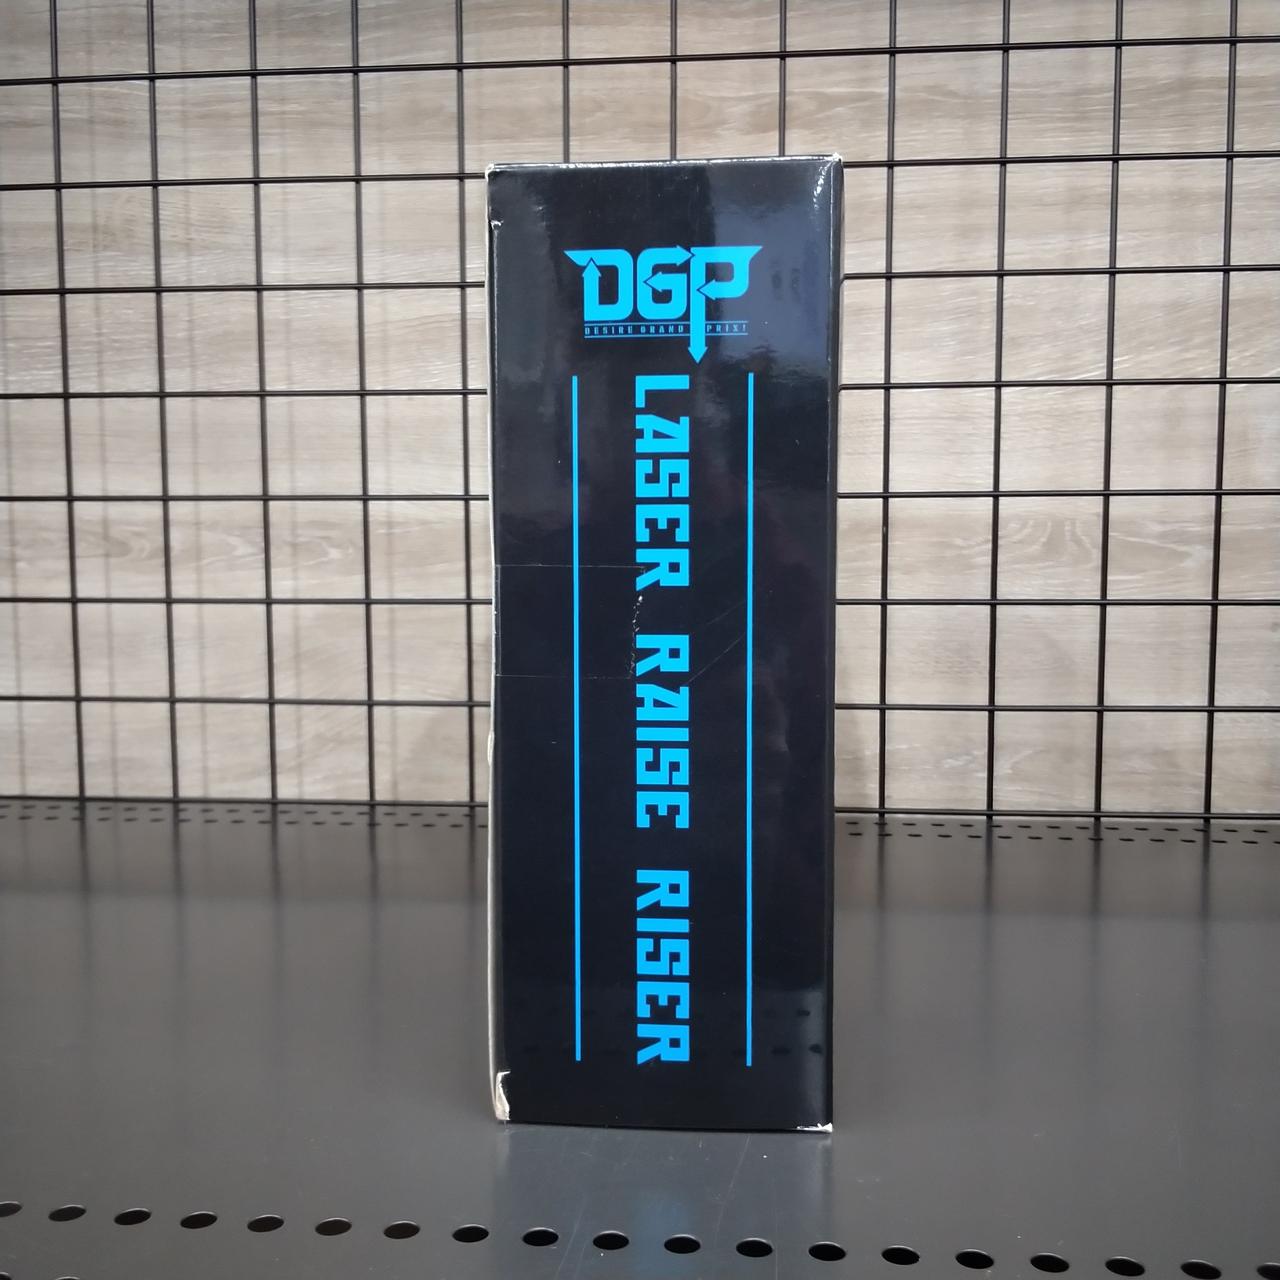 DGP
DESIRE GRAND PRIX!
LASER RAISE RISER